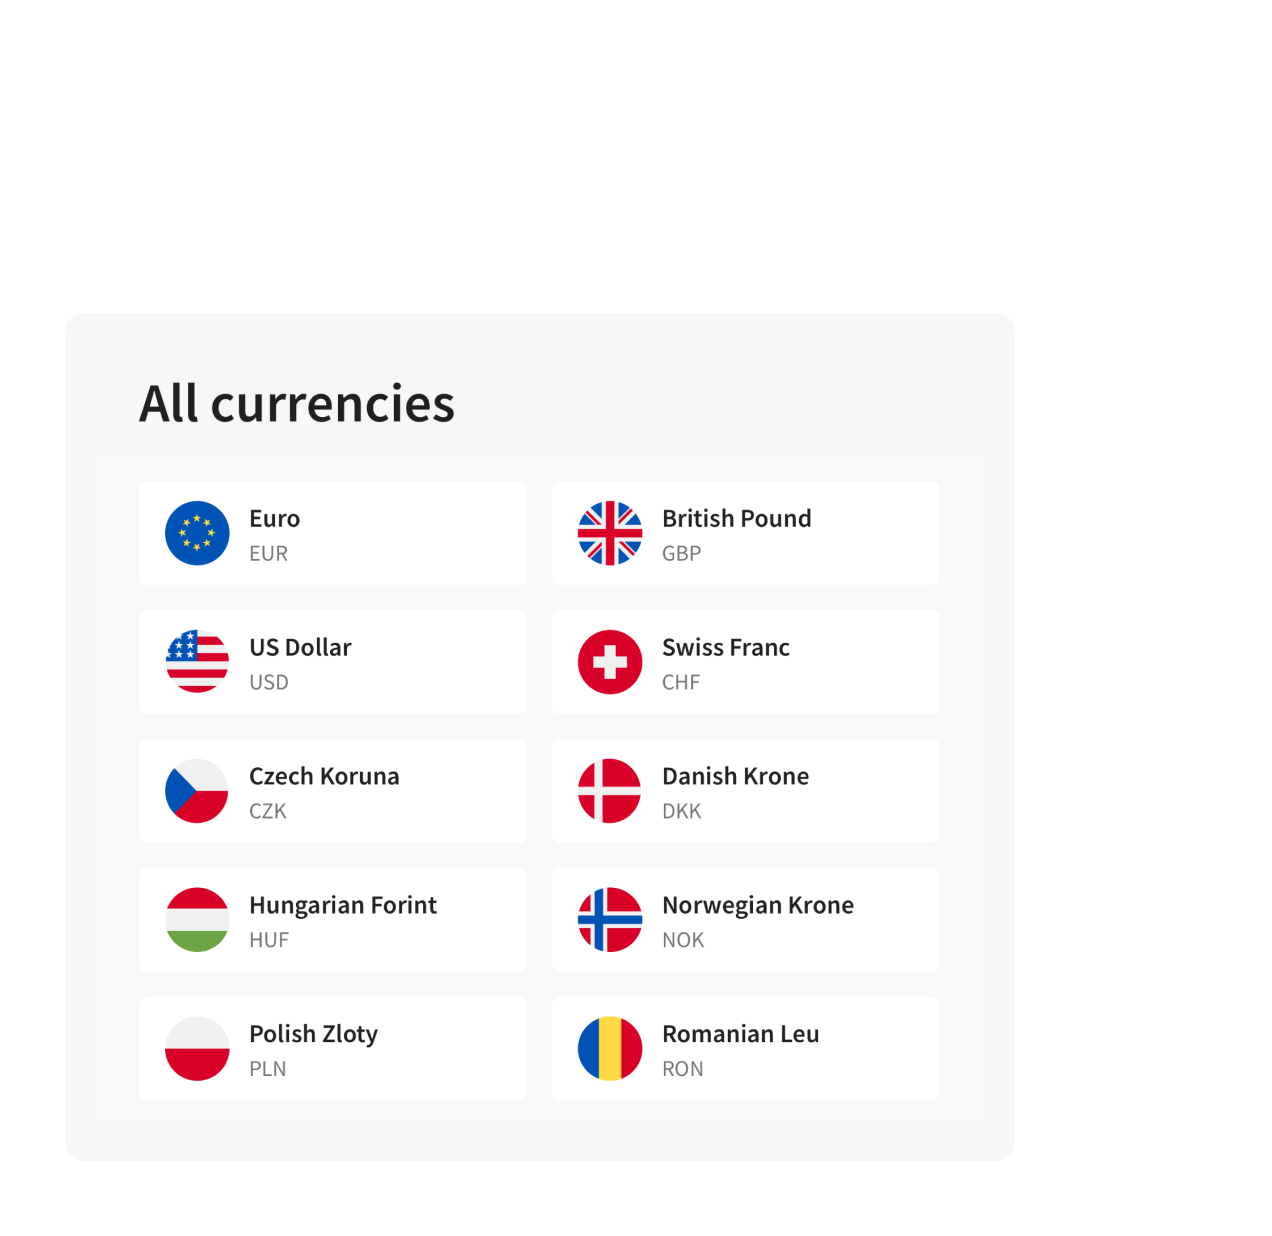 All currencies
Euro
EUR
British Pound
GBP
US Dollar
USD
Swiss Franc
CHF
Czech Koruna
CZK
Danish Krone
DKK
Hungarian Forint
HUF
Norwegian Krone
NOK
Polish Zloty
PLN
Romanian Leu
RON